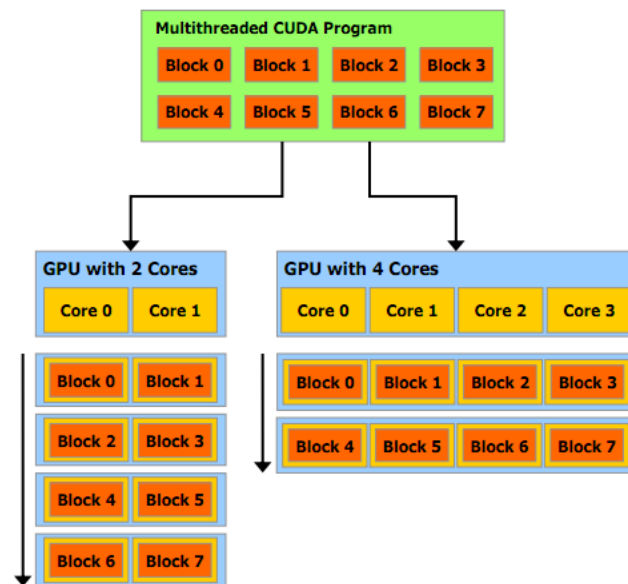 Multithreaded CUDA Program
Block 0 Block 1 Block 2 Block 3
Block 4 Block 5 Block 6 Block 7
GPU with 2 Cores
Core 0 Core 1
Block 0 Block 1
Block 2 Block 3
Block 4 Block 5
Block 6 Block 7
GPU with 4 Cores
Core 0 Core 1 Core 2 Core 3
Block 0 Block 1 Block 2 Block 3
Block 4 Block 5 Block 6 Block 7